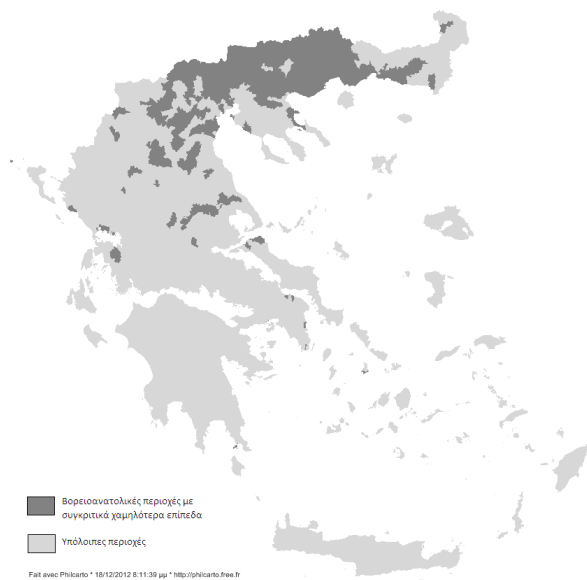 Βορειοανατολικές περιοχές με
συγκριτικά χαμηλότερα επίπεδα
Υπόλοιπες περιοχές
Fait avec Philcarto * 18/12/2012 8:11:39 μμ * http://philcarto.free.fr